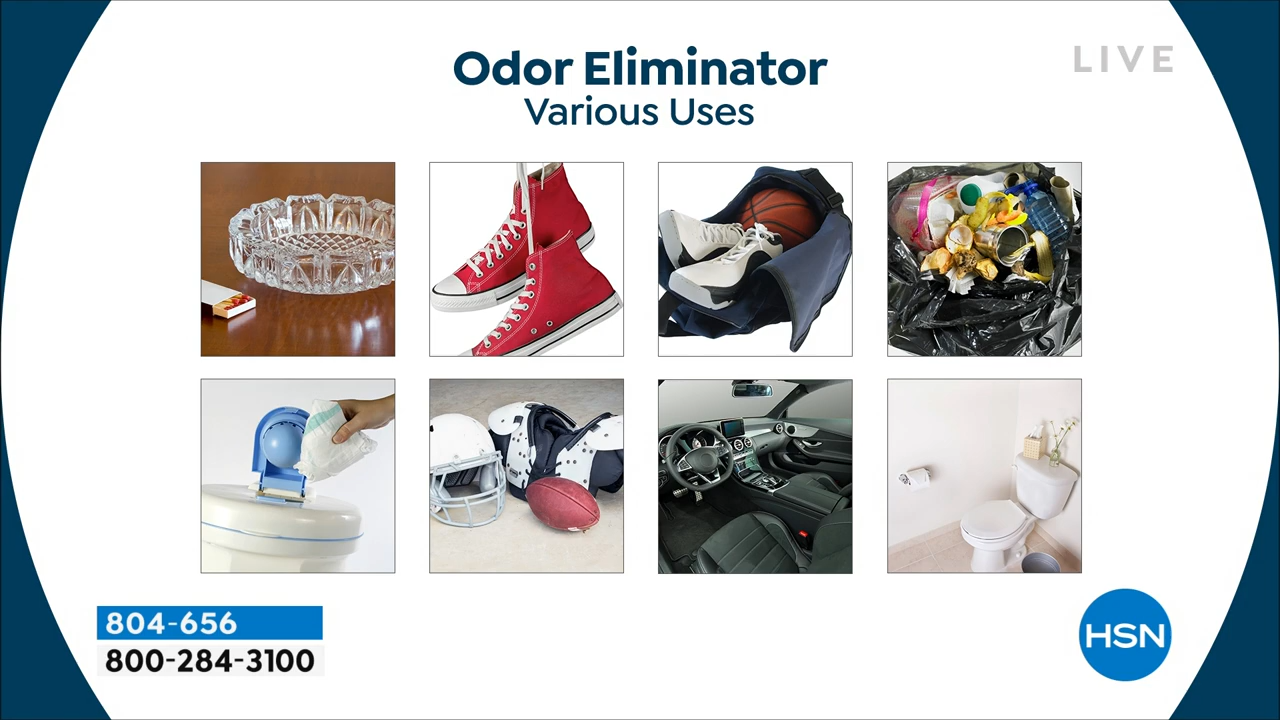 Odor Eliminator
Various Uses
LIVE
804-656
800-284-3100
HSN